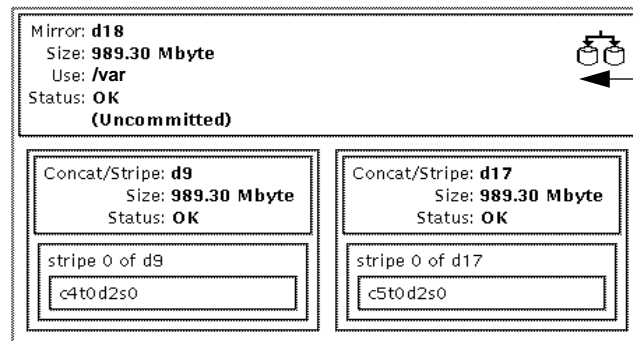 Mirror: d18
Size: 989.30 Mbyte
Use: /var
Status: OK
(Uncommitted)
Concat/Stripe: d9
Size: 989.30 Mbyte
Status: OK
stripe 0 of d9
c4t0d2s0
Concat/Stripe: d17
Size: 989.30 Mbyte
Status: OK
stripe 0 of d17
c5t0d2s0